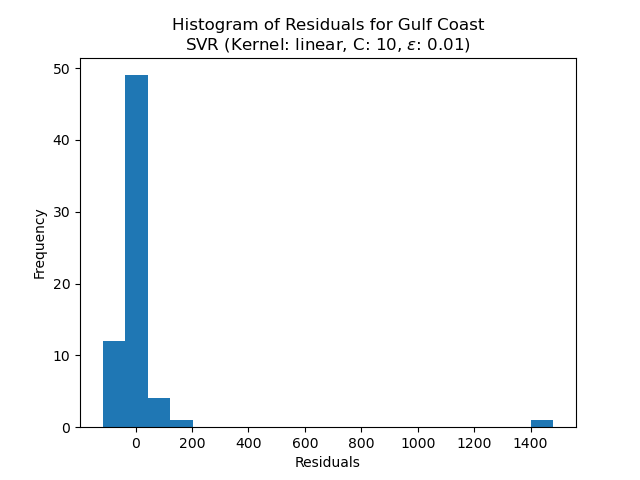 Histogram of Residuals for Gulf Coast
SVR (Kernel: linear, C: 10, ε: 0.01)
50
40
30
20
10
0
Frequency
0 200 400 600 800 1000 1200 1400
Residuals